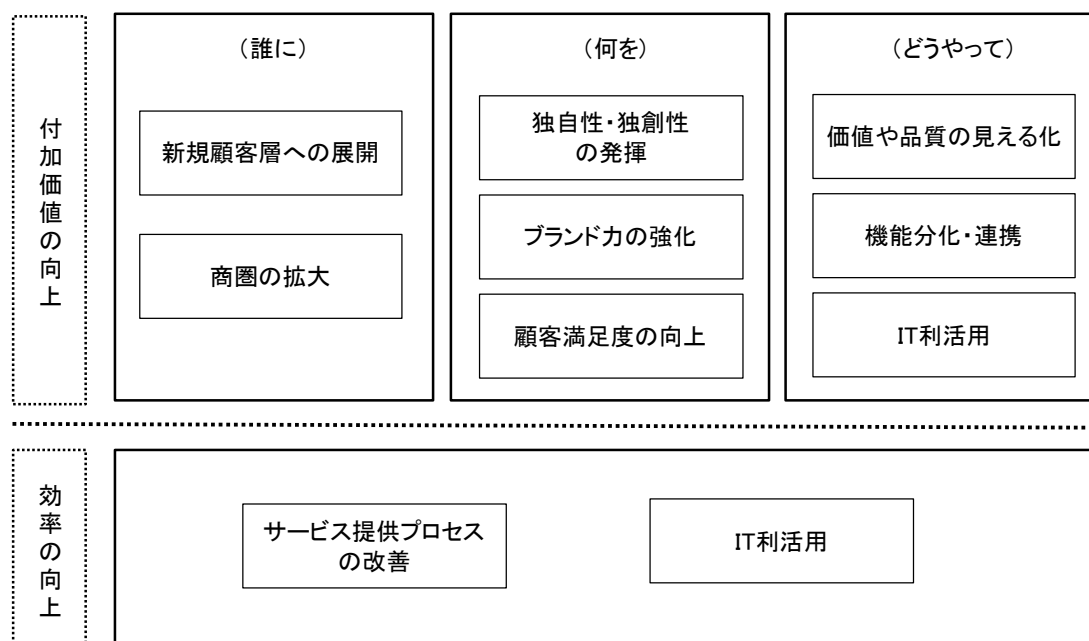 付加価値の向上
（誰に）
新規顧客層への展開
商圏の拡大
（何を）
独自性・独創性
の発揮
ブランド力の強化
顧客満足度の向上
（どうやって）
価値や品質の見える化
機能分化・連携
IT利活用
効率の向上
サービス提供プロセス
の改善
IT利活用